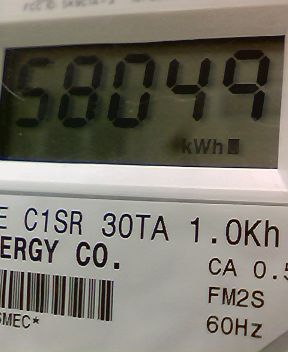 58049
kWh
E C1SR 30TA 1.0Kh
ERGY CO.
CA 0.5
FM2S
60Hz
SMEC*